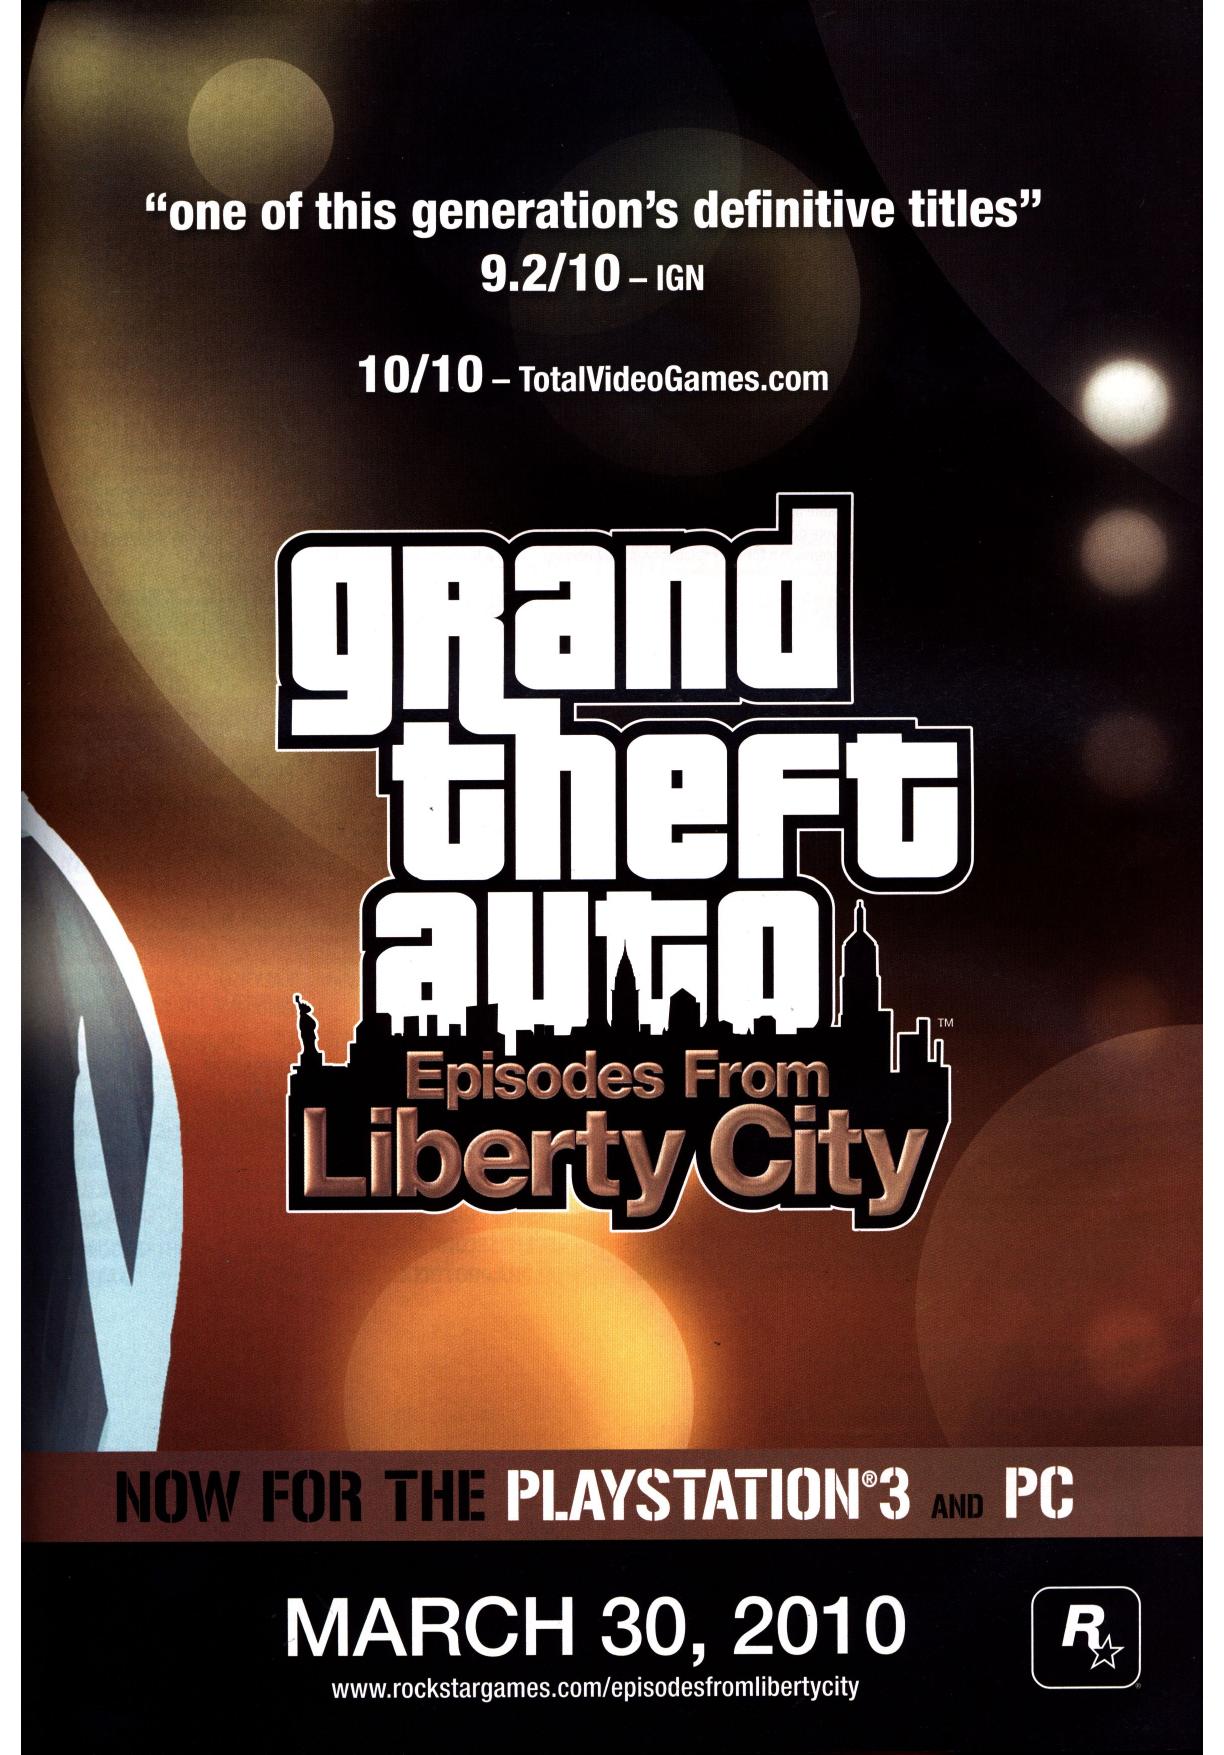 “one of this generation’s definitive titles”
9.2/10 – IGN
10/10 – TotalVideoGames.com
grand
theft
auto
TM
Episodes From
Liberty City
NOW FOR THE PLAYSTATION®3 AND PC
MARCH 30, 2010
www.rockstargames.com/episodesfromlibertycity
R
®